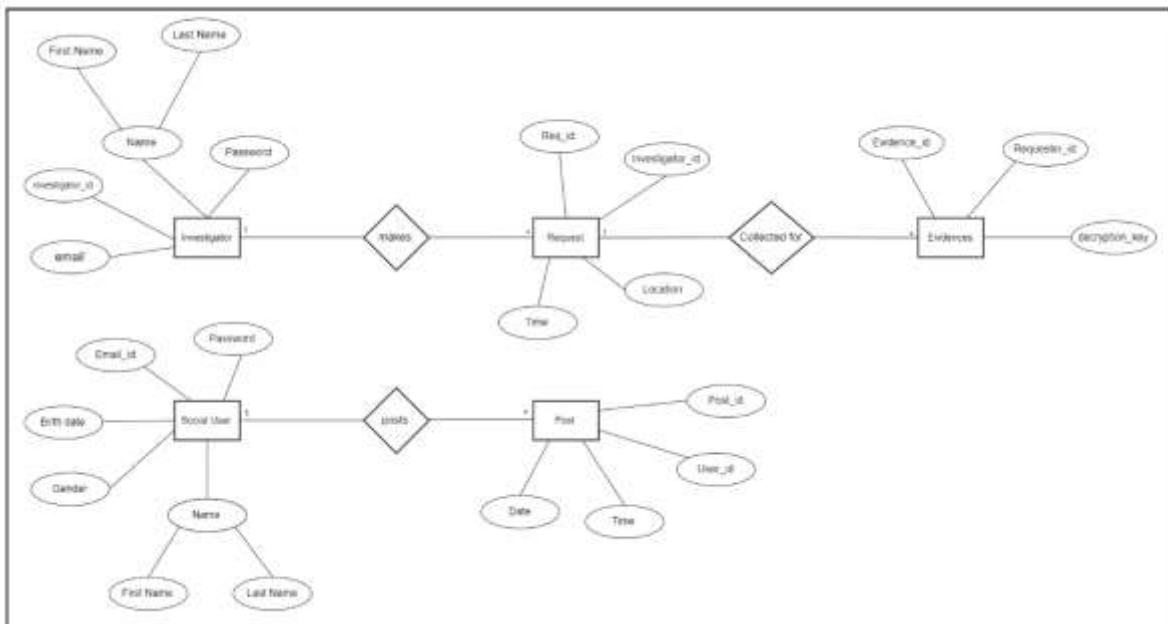 First Name
Last Name
Name
Password
Investigator_id
email
Investigator
1
makes
*
Req_id
Investigator_id
Request
1
Time
Location
Collected for
*
Evidence_id
Requester_id
Evidences
decryption_key
Email_id
Password
Birth date
Gender
Social User
1
Name
First Name
Last Name
posts
*
Post
Post_id
User_id
Date
Time